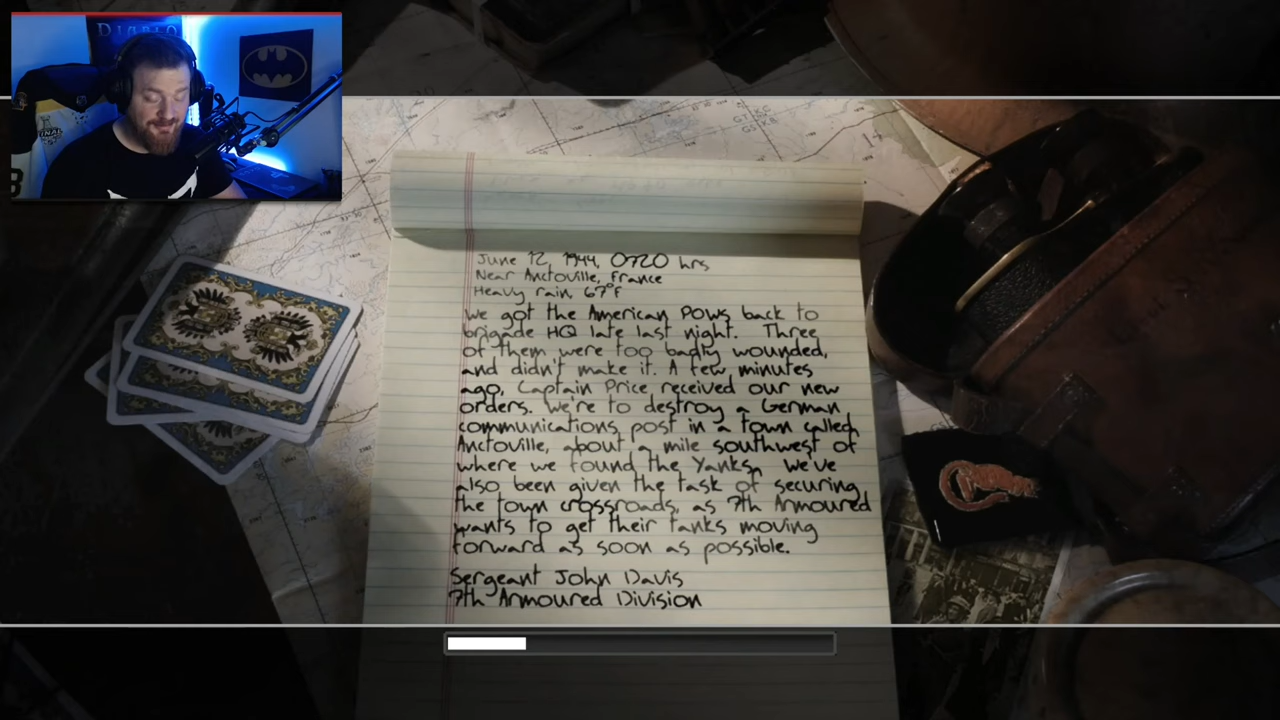 DIABLO
June 12, 1944, 0720 hrs
Near Anctoville, France
Heavy rain, 67°F
We got the American POWs back to
brigade HQ late last night. Three
of them were too badly wounded,
and didn't make it. A few minutes
ago, Captain Price received our new
orders. We're to destroy a German
communications post in a town called
Anctoville, about a mile southwest of
where we found the Yanks. We've
also been given the task of securing
the town crossroads, as 7th Armoured
wants to get their tanks moving
forward as soon as possible.
Sergeant John Davis
7th Armoured Division